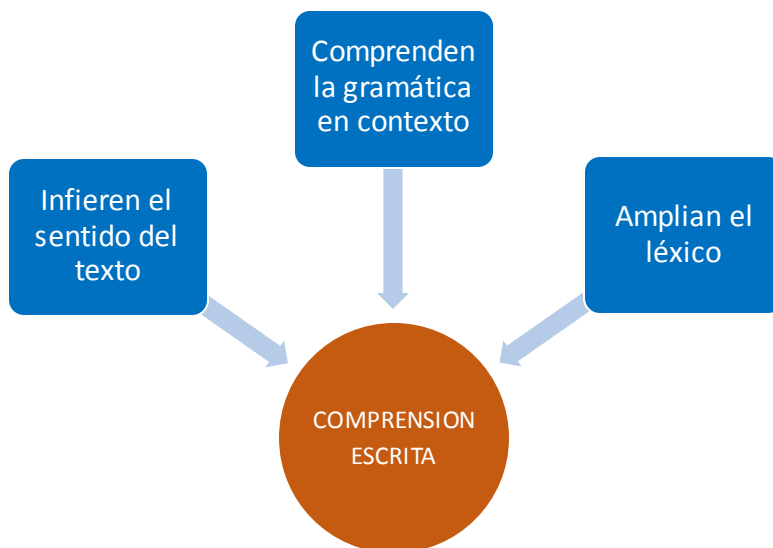 Infieren el
sentido del
texto
Comprenden
la gramática
en contexto
Amplian el
léxico
COMPRENSION
ESCRITA